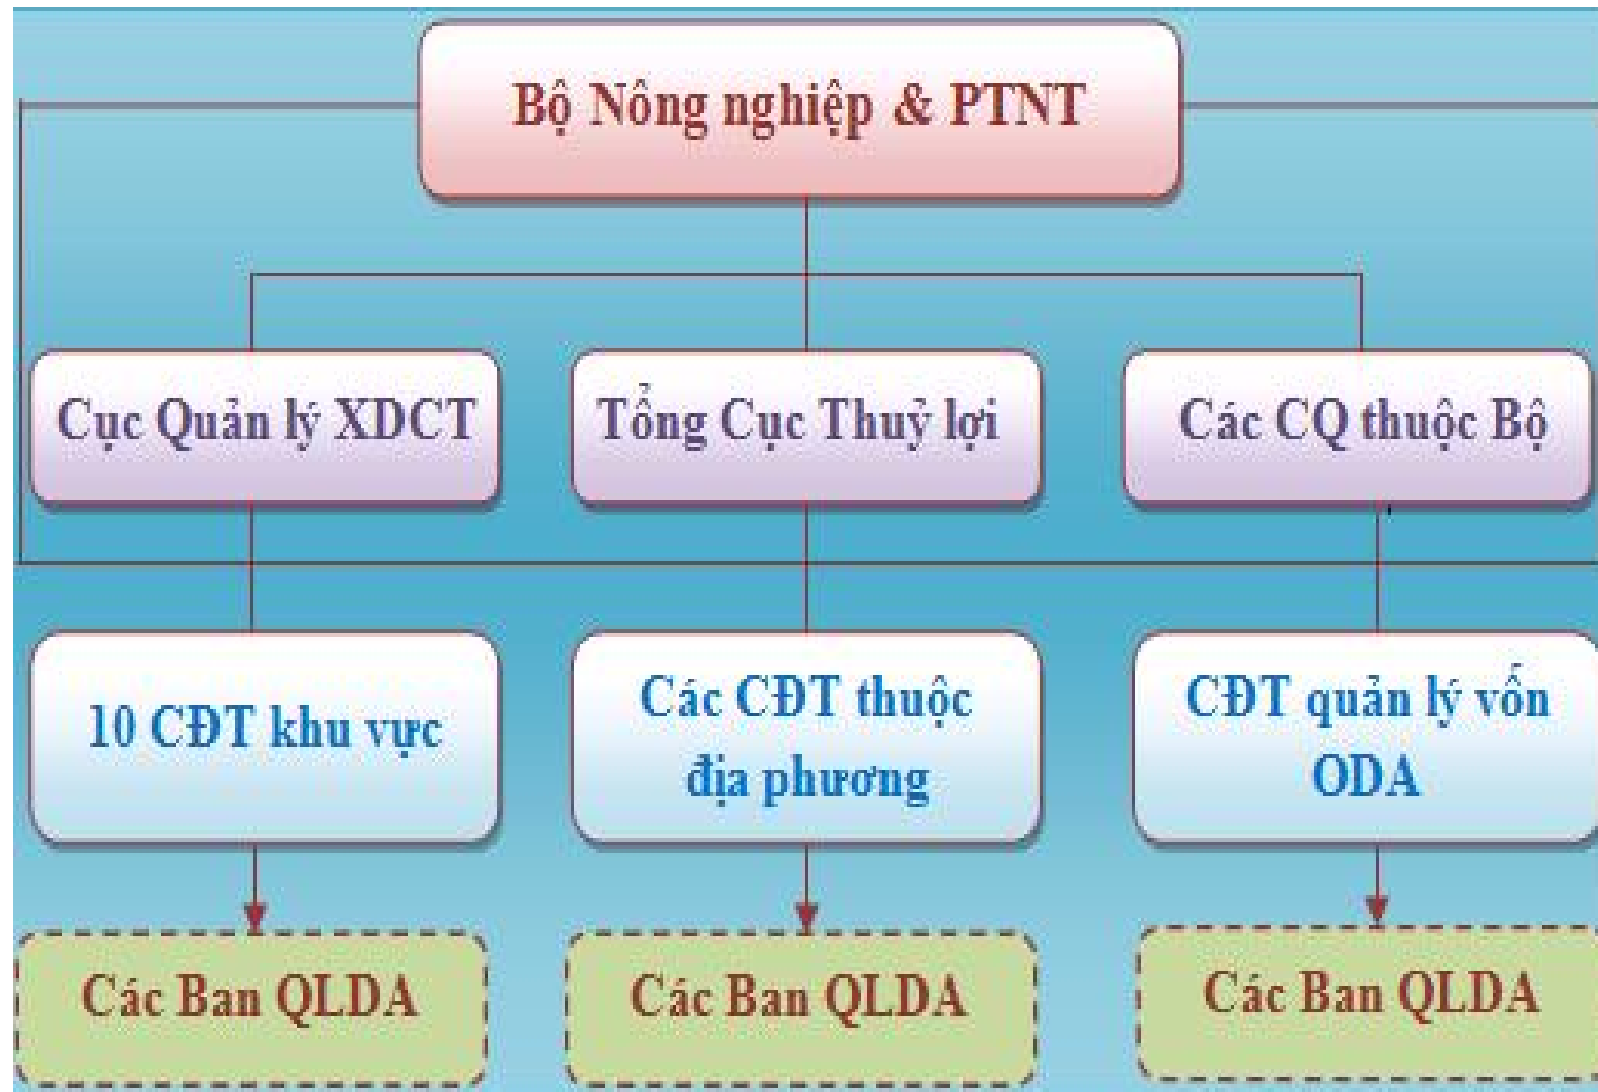 Bộ Nông nghiệp & PTNT
Cục Quản lý XDCT
Tổng Cục Thuỷ lợi
Các CQ thuộc Bộ
10 CĐT khu vực
Các CĐT thuộc
địa phương
CĐT quản lý vốn
ODA
Các Ban QLDA
Các Ban QLDA
Các Ban QLDA